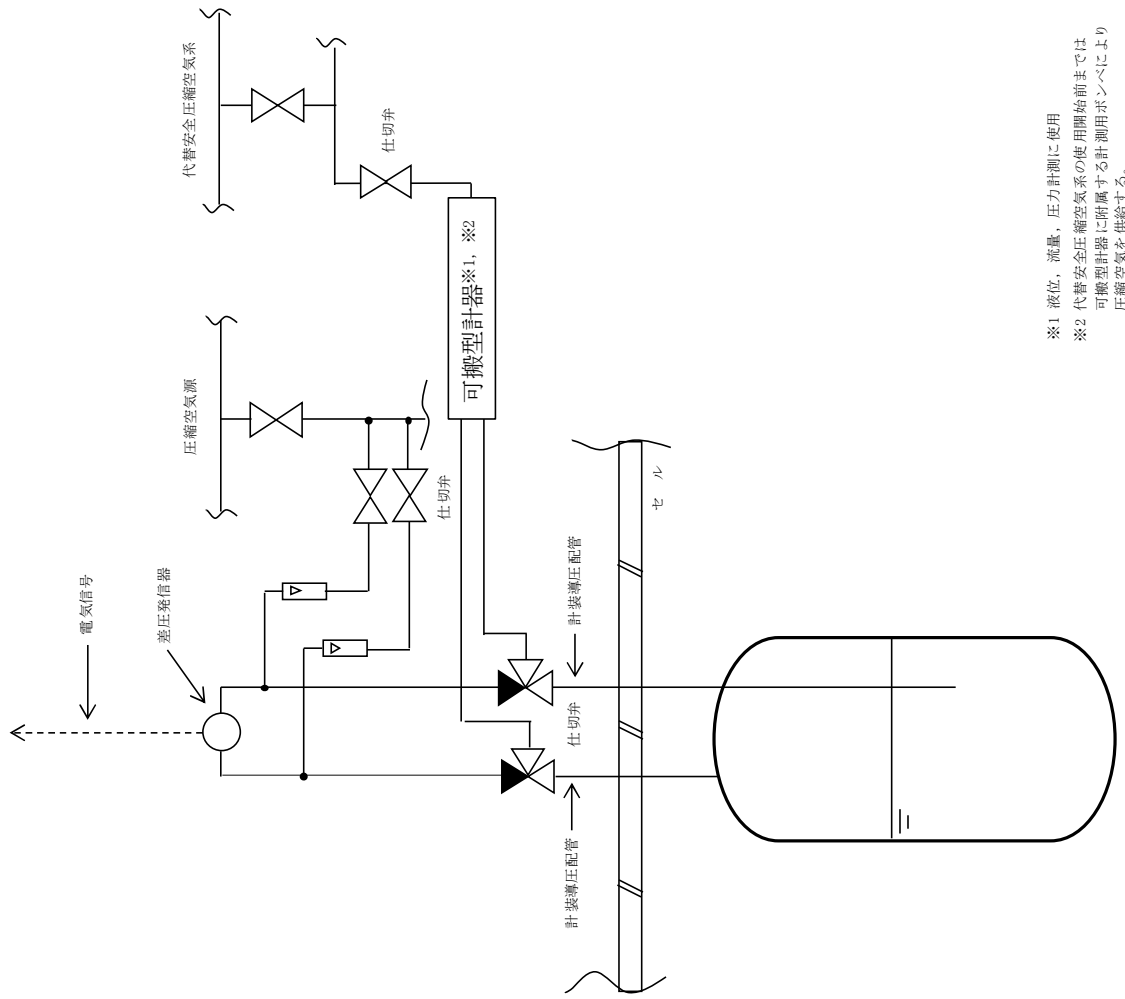 代替安全圧縮空気系
仕切弁
可搬型計器※1, ※2
圧縮空気源
仕切弁
電気信号
差圧発信器
計装導圧配管
仕切弁
計装導圧配管
セル
※1 液位, 流量, 圧力計測に使用
※2 代替安全圧縮空気系の使用開始前までは
可搬型計器に附属する計測用ボンベにより
圧縮空気を供給する。